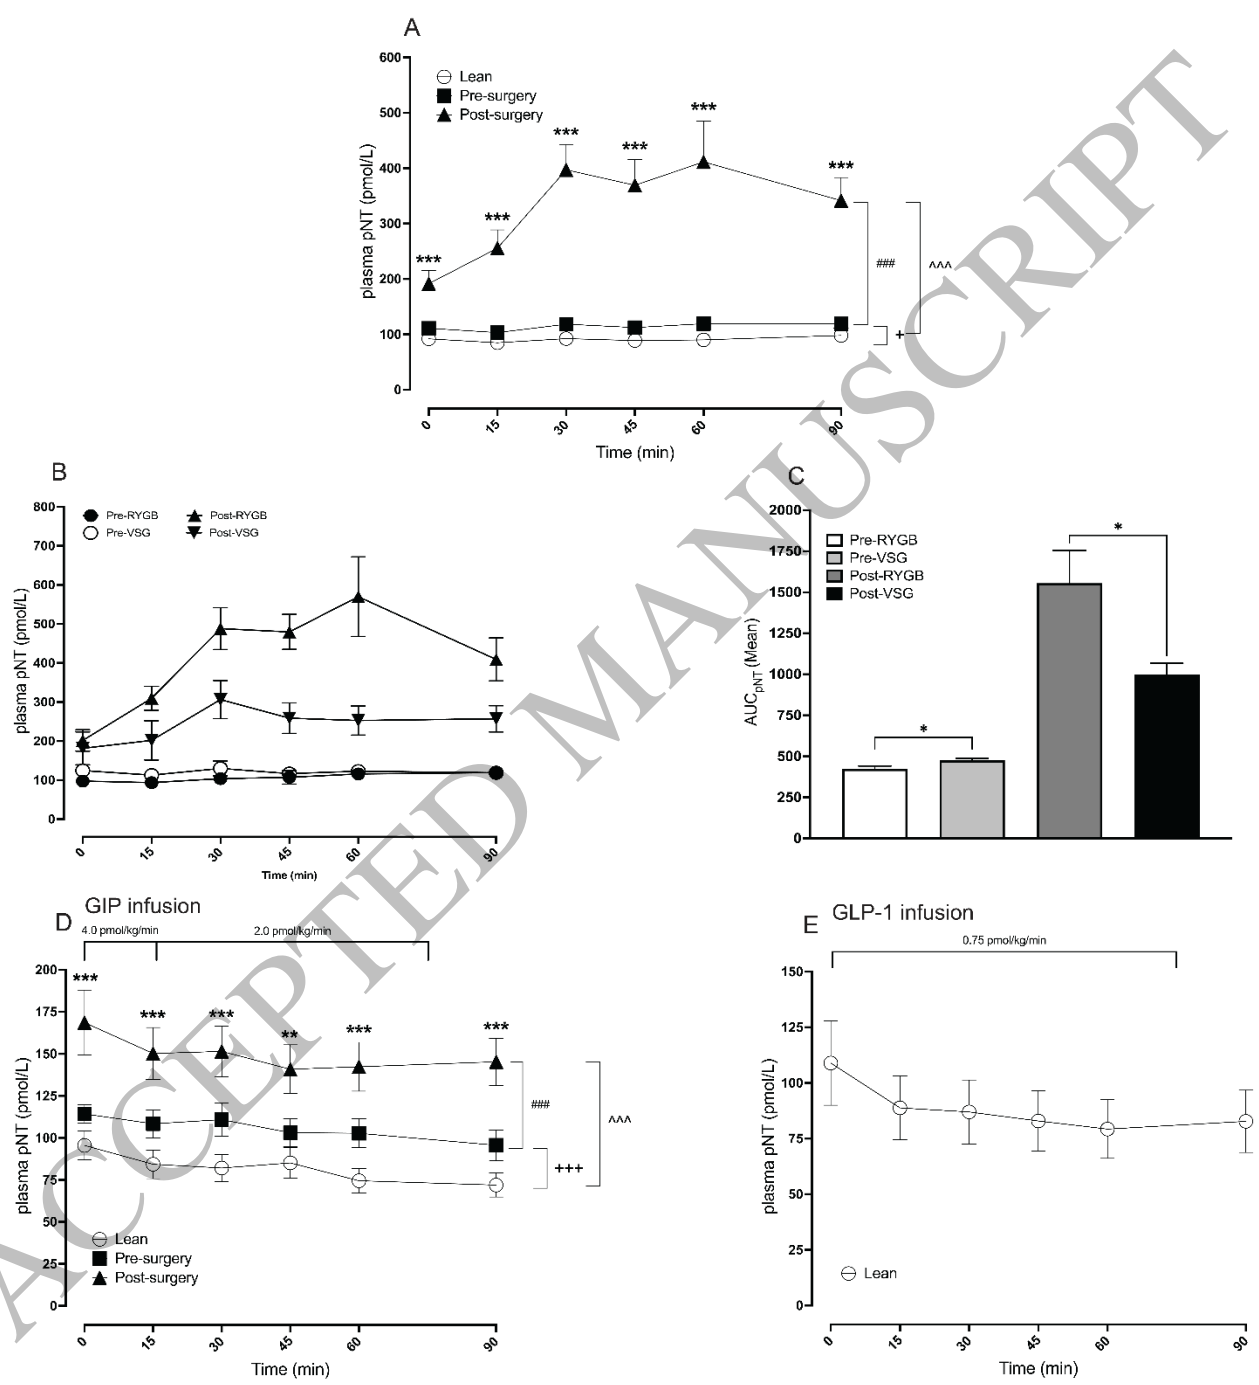 A
600
500
400
300
200
100
0
plasma pNT (pmol/L)
Lean
Pre-surgery
Post-surgery
***
***
***
***
***
***
###
^^^
+
0
15
30
45
60
90
Time (min)
B
800
700
600
500
400
300
200
100
0
plasma pNT (pmol/L)
Pre-RYGB
Post-RYGB
Pre-VSG
Post-VSG
0
15
30
45
60
90
Time (min)
C
2000
1750
1500
1250
1000
750
500
250
0
AUCpNT (Mean)
Pre-RYGB
Pre-VSG
Post-RYGB
Post-VSG
*
*
D
GIP infusion
4.0 pmol/kg/min
2.0 pmol/kg/min
200
175
150
125
100
75
50
25
0
plasma pNT (pmol/L)
***
***
***
**
***
***
###
^^^
+++
Lean
Pre-surgery
Post-surgery
0
15
30
45
60
90
Time (min)
E
GLP-1 infusion
0.75 pmol/kg/min
150
125
100
75
50
25
0
plasma pNT (pmol/L)
Lean
0
15
30
45
60
90
Time (min)
ACCEPTED MANUSCRIPT